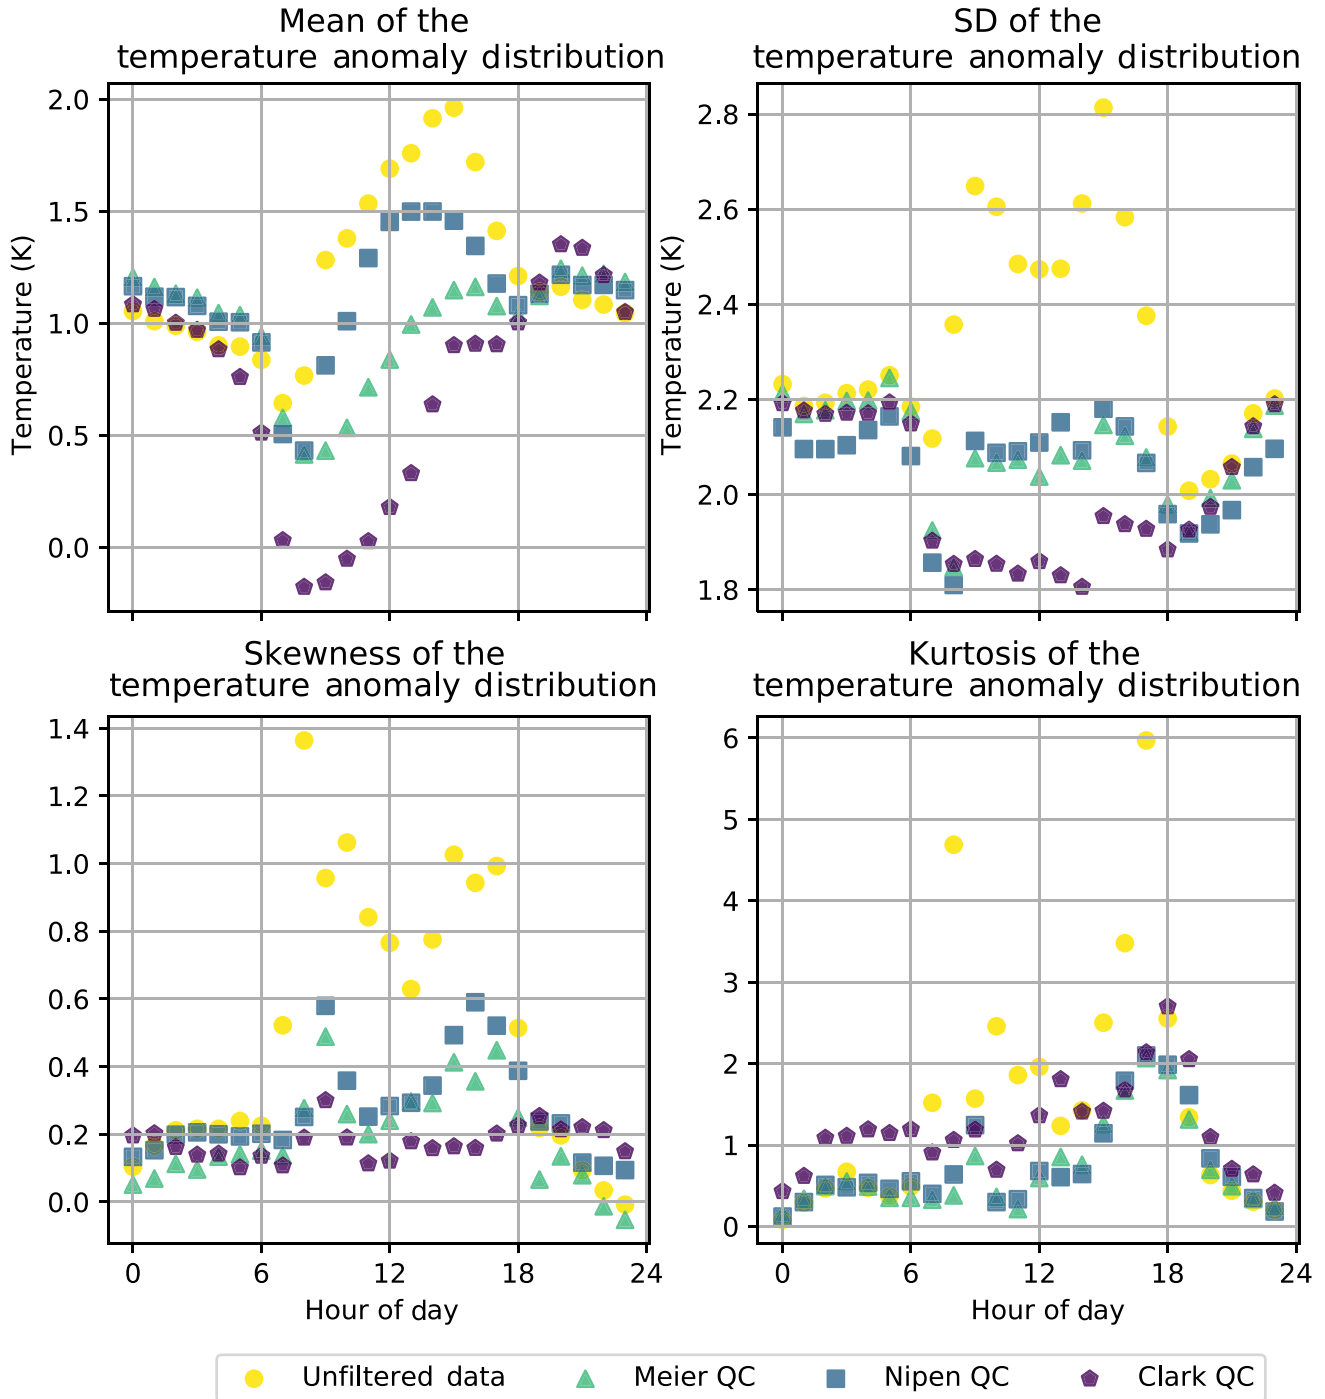 Mean of the
temperature anomaly distribution
SD of the
temperature anomaly distribution
Temperature (K)
2.0
1.5
1.0
0.5
0.0
Temperature (K)
2.8
2.6
2.4
2.2
2.0
1.8
Skewness of the
temperature anomaly distribution
Kurtosis of the
temperature anomaly distribution
1.4
1.2
1.0
0.8
0.6
0.4
0.2
0.0
0 6 12 18 24
Hour of day
6
5
4
3
2
1
0
0 6 12 18 24
Hour of day
Unfiltered data Meier QC Nipen QC Clark QC